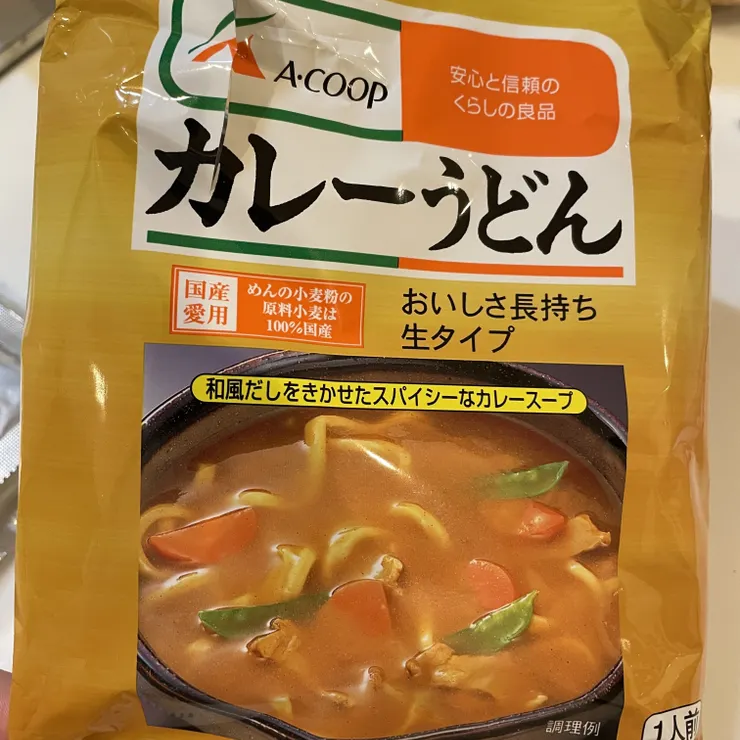 A·COOP
安心と信頼の
くらしの良品
カレーうどん
国産
愛用
めんの小麦粉の
原料小麦は
100%国産
おいしさ長持ち
生タイプ
和風だしをきかせたスパイシーなカレースープ
調理例
1人前